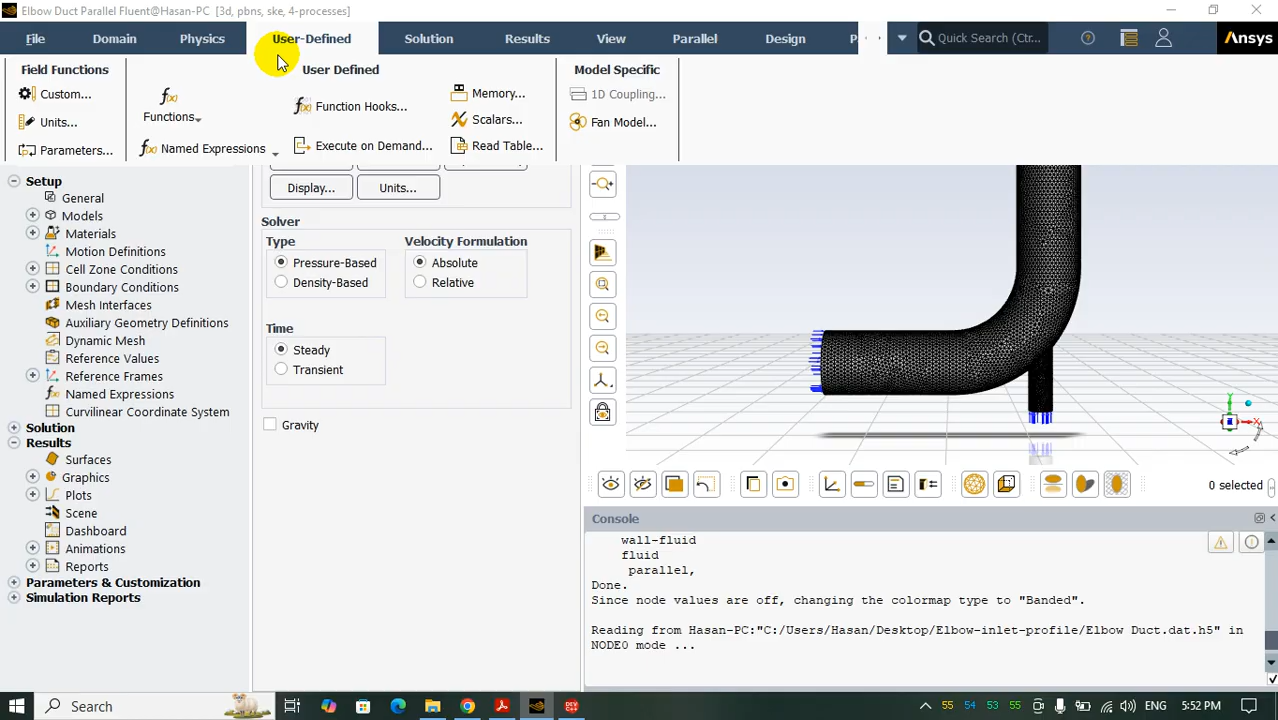 Elbow Duct Parallel Fluent@Hasan-PC [3d, pbns, ske, 4-processes]
File Domain Physics User-Defined Solution Results View Parallel Design P Quick Search (Ctr... Ansys
Field Functions User Defined Model Specific
Custom... Memory... 1D Coupling...
Functions Function Hooks... Scalars... Fan Model...
Units...
Parameters... Named Expressions Execute on Demand... Read Table...
Display... Units...
Solver
Type Velocity Formulation
Pressure-Based Absolute
Density-Based Relative
Time
Steady
Transient
Gravity
Setup
General
Models
Materials
Motion Definitions
Cell Zone Conditions
Boundary Conditions
Mesh Interfaces
Auxiliary Geometry Definitions
Dynamic Mesh
Reference Values
Reference Frames
Named Expressions
Curvilinear Coordinate System
Solution
Results
Surfaces
Graphics
Plots
Scene
Dashboard
Animations
Reports
Parameters & Customization
Simulation Reports
Y
X
0 selected
Console
wall-fluid
fluid
parallel,
Done.
Since node values are off, changing the colormap type to "Banded".
Reading from Hasan-PC:"C:/Users/Hasan/Desktop/Elbow-inlet-profile/Elbow Duct.dat.h5" in
NODE0 mode ...
Search DEV C++ 55 54 53 55 ENG 5:52 PM